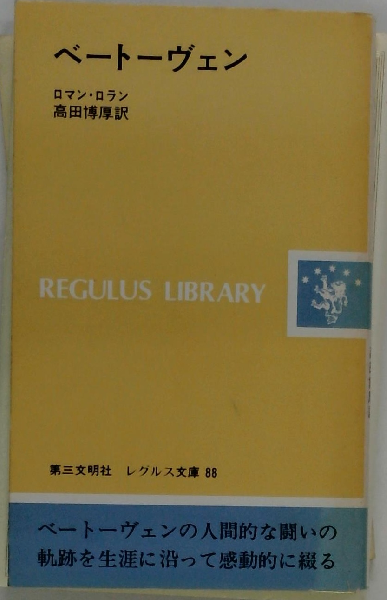 ベートーヴェン
ロマン・ロラン
高田博厚訳
REGULUS LIBRARY
第三文明社 レグルス文庫 88
ベートーヴェンの人間的な闘いの
軌跡を生涯に沿って感動的に綴る